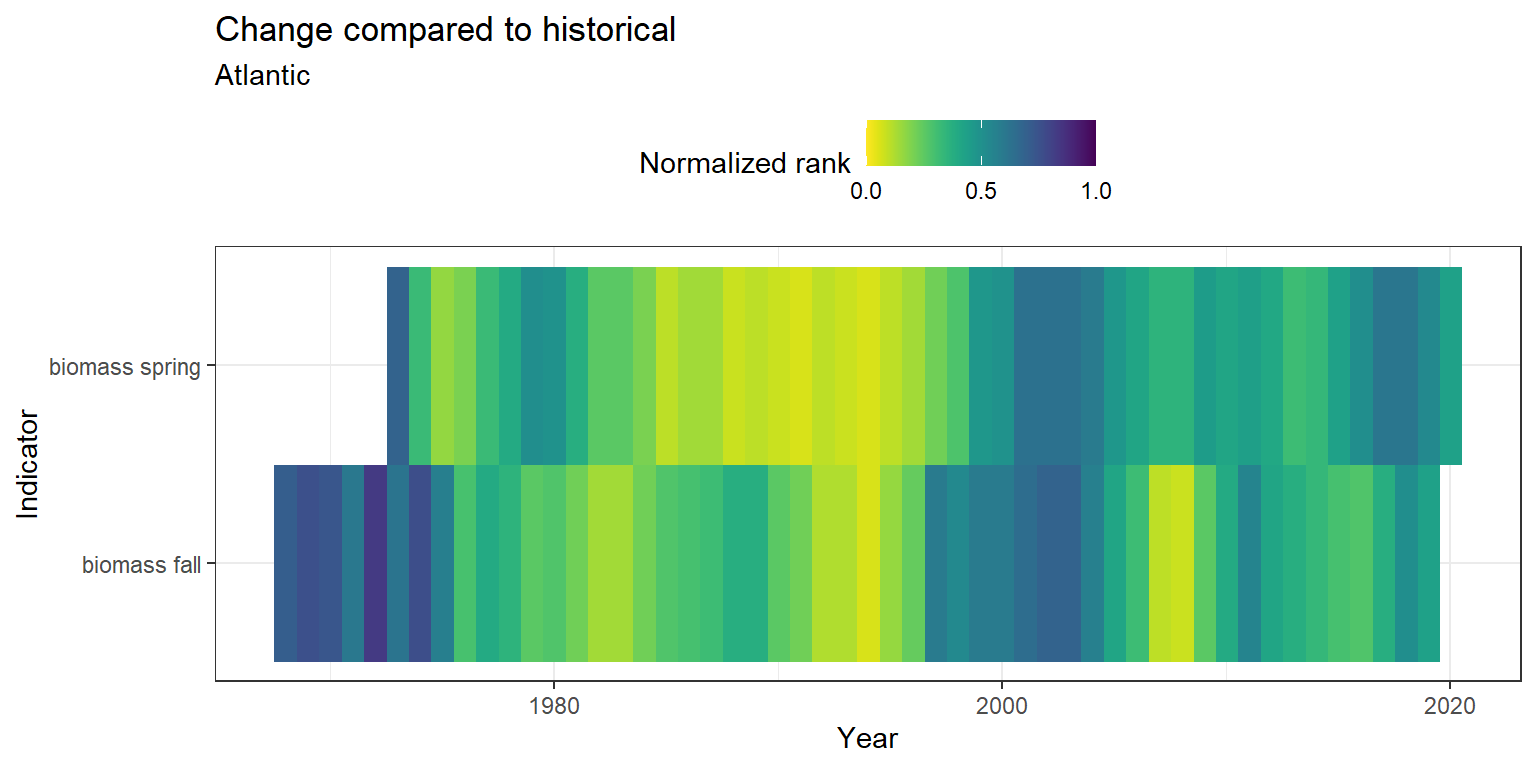 Change compared to historical
Atlantic
Normalized rank
0.0 0.5 1.0
Indicator
biomass spring
biomass fall
1980 2000 2020
Year